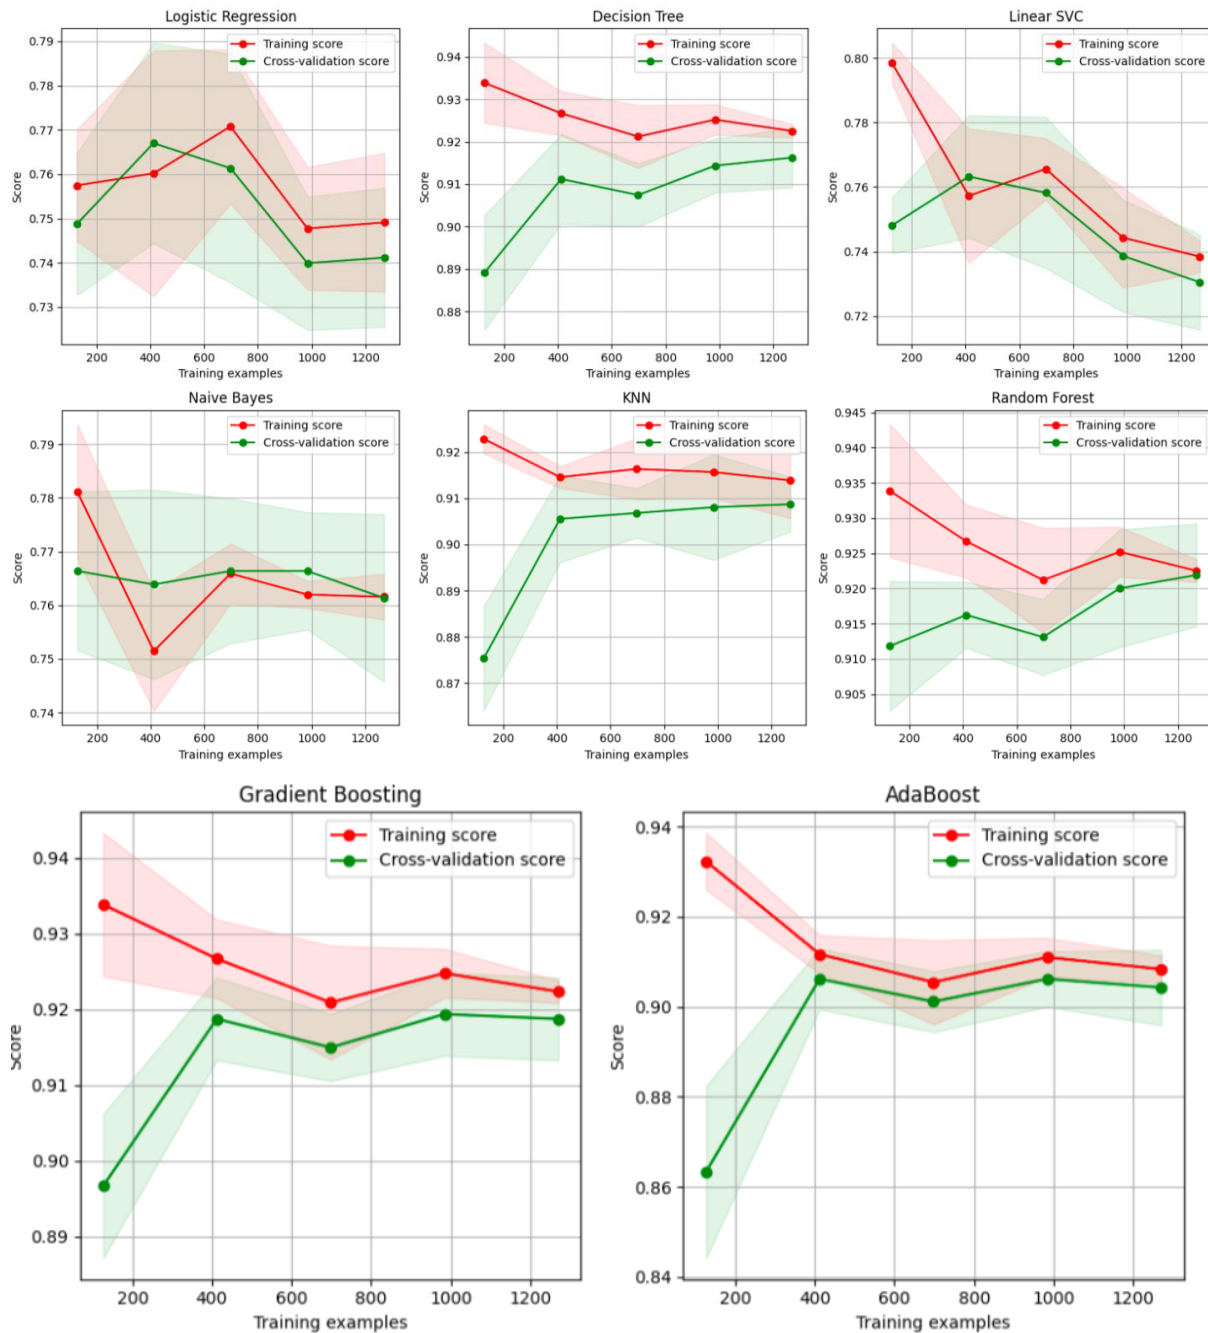 Logistic Regression
0.79
0.78
0.77
0.76
0.75
0.74
0.73
Score
Training score
Cross-validation score
200 400 600 800 1000 1200
Training examples
Decision Tree
0.94
0.93
0.92
0.91
0.90
0.89
0.88
Score
Training score
Cross-validation score
200 400 600 800 1000 1200
Training examples
Linear SVC
0.80
0.78
0.76
0.74
0.72
Score
Training score
Cross-validation score
200 400 600 800 1000 1200
Training examples
Naive Bayes
0.79
0.78
0.77
0.76
0.75
0.74
Score
Training score
Cross-validation score
200 400 600 800 1000 1200
Training examples
KNN
0.92
0.91
0.90
0.89
0.88
0.87
Score
Training score
Cross-validation score
200 400 600 800 1000 1200
Training examples
Random Forest
0.945
0.940
0.935
0.930
0.925
0.920
0.915
0.910
0.905
Score
Training score
Cross-validation score
200 400 600 800 1000 1200
Training examples
Gradient Boosting
0.94
0.93
0.92
0.91
0.90
0.89
Score
Training score
Cross-validation score
200 400 600 800 1000 1200
Training examples
AdaBoost
0.94
0.92
0.90
0.88
0.86
0.84
Score
Training score
Cross-validation score
200 400 600 800 1000 1200
Training examples